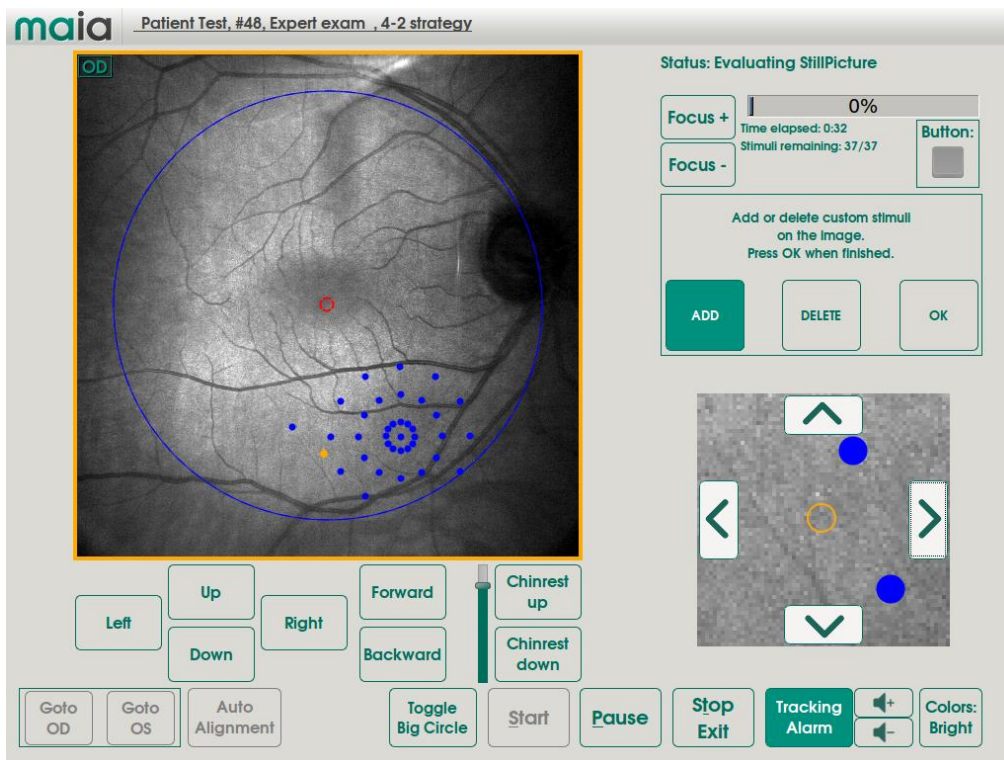 maia
Patient Test, #48, Expert exam , 4-2 strategy
OD
Status: Evaluating StillPicture
Focus +
0%
Time elapsed: 0:32
Stimuli remaining: 37/37
Button:
Focus -
Add or delete custom stimuli
on the image.
Press OK when finished.
ADD
DELETE
OK
Left
Up
Down
Right
Forward
Backward
Chinrest
up
Chinrest
down
Goto
OD
Goto
OS
Auto
Alignment
Toggle
Big Circle
Start
Pause
Stop
Exit
Tracking
Alarm
+
-
Colors:
Bright